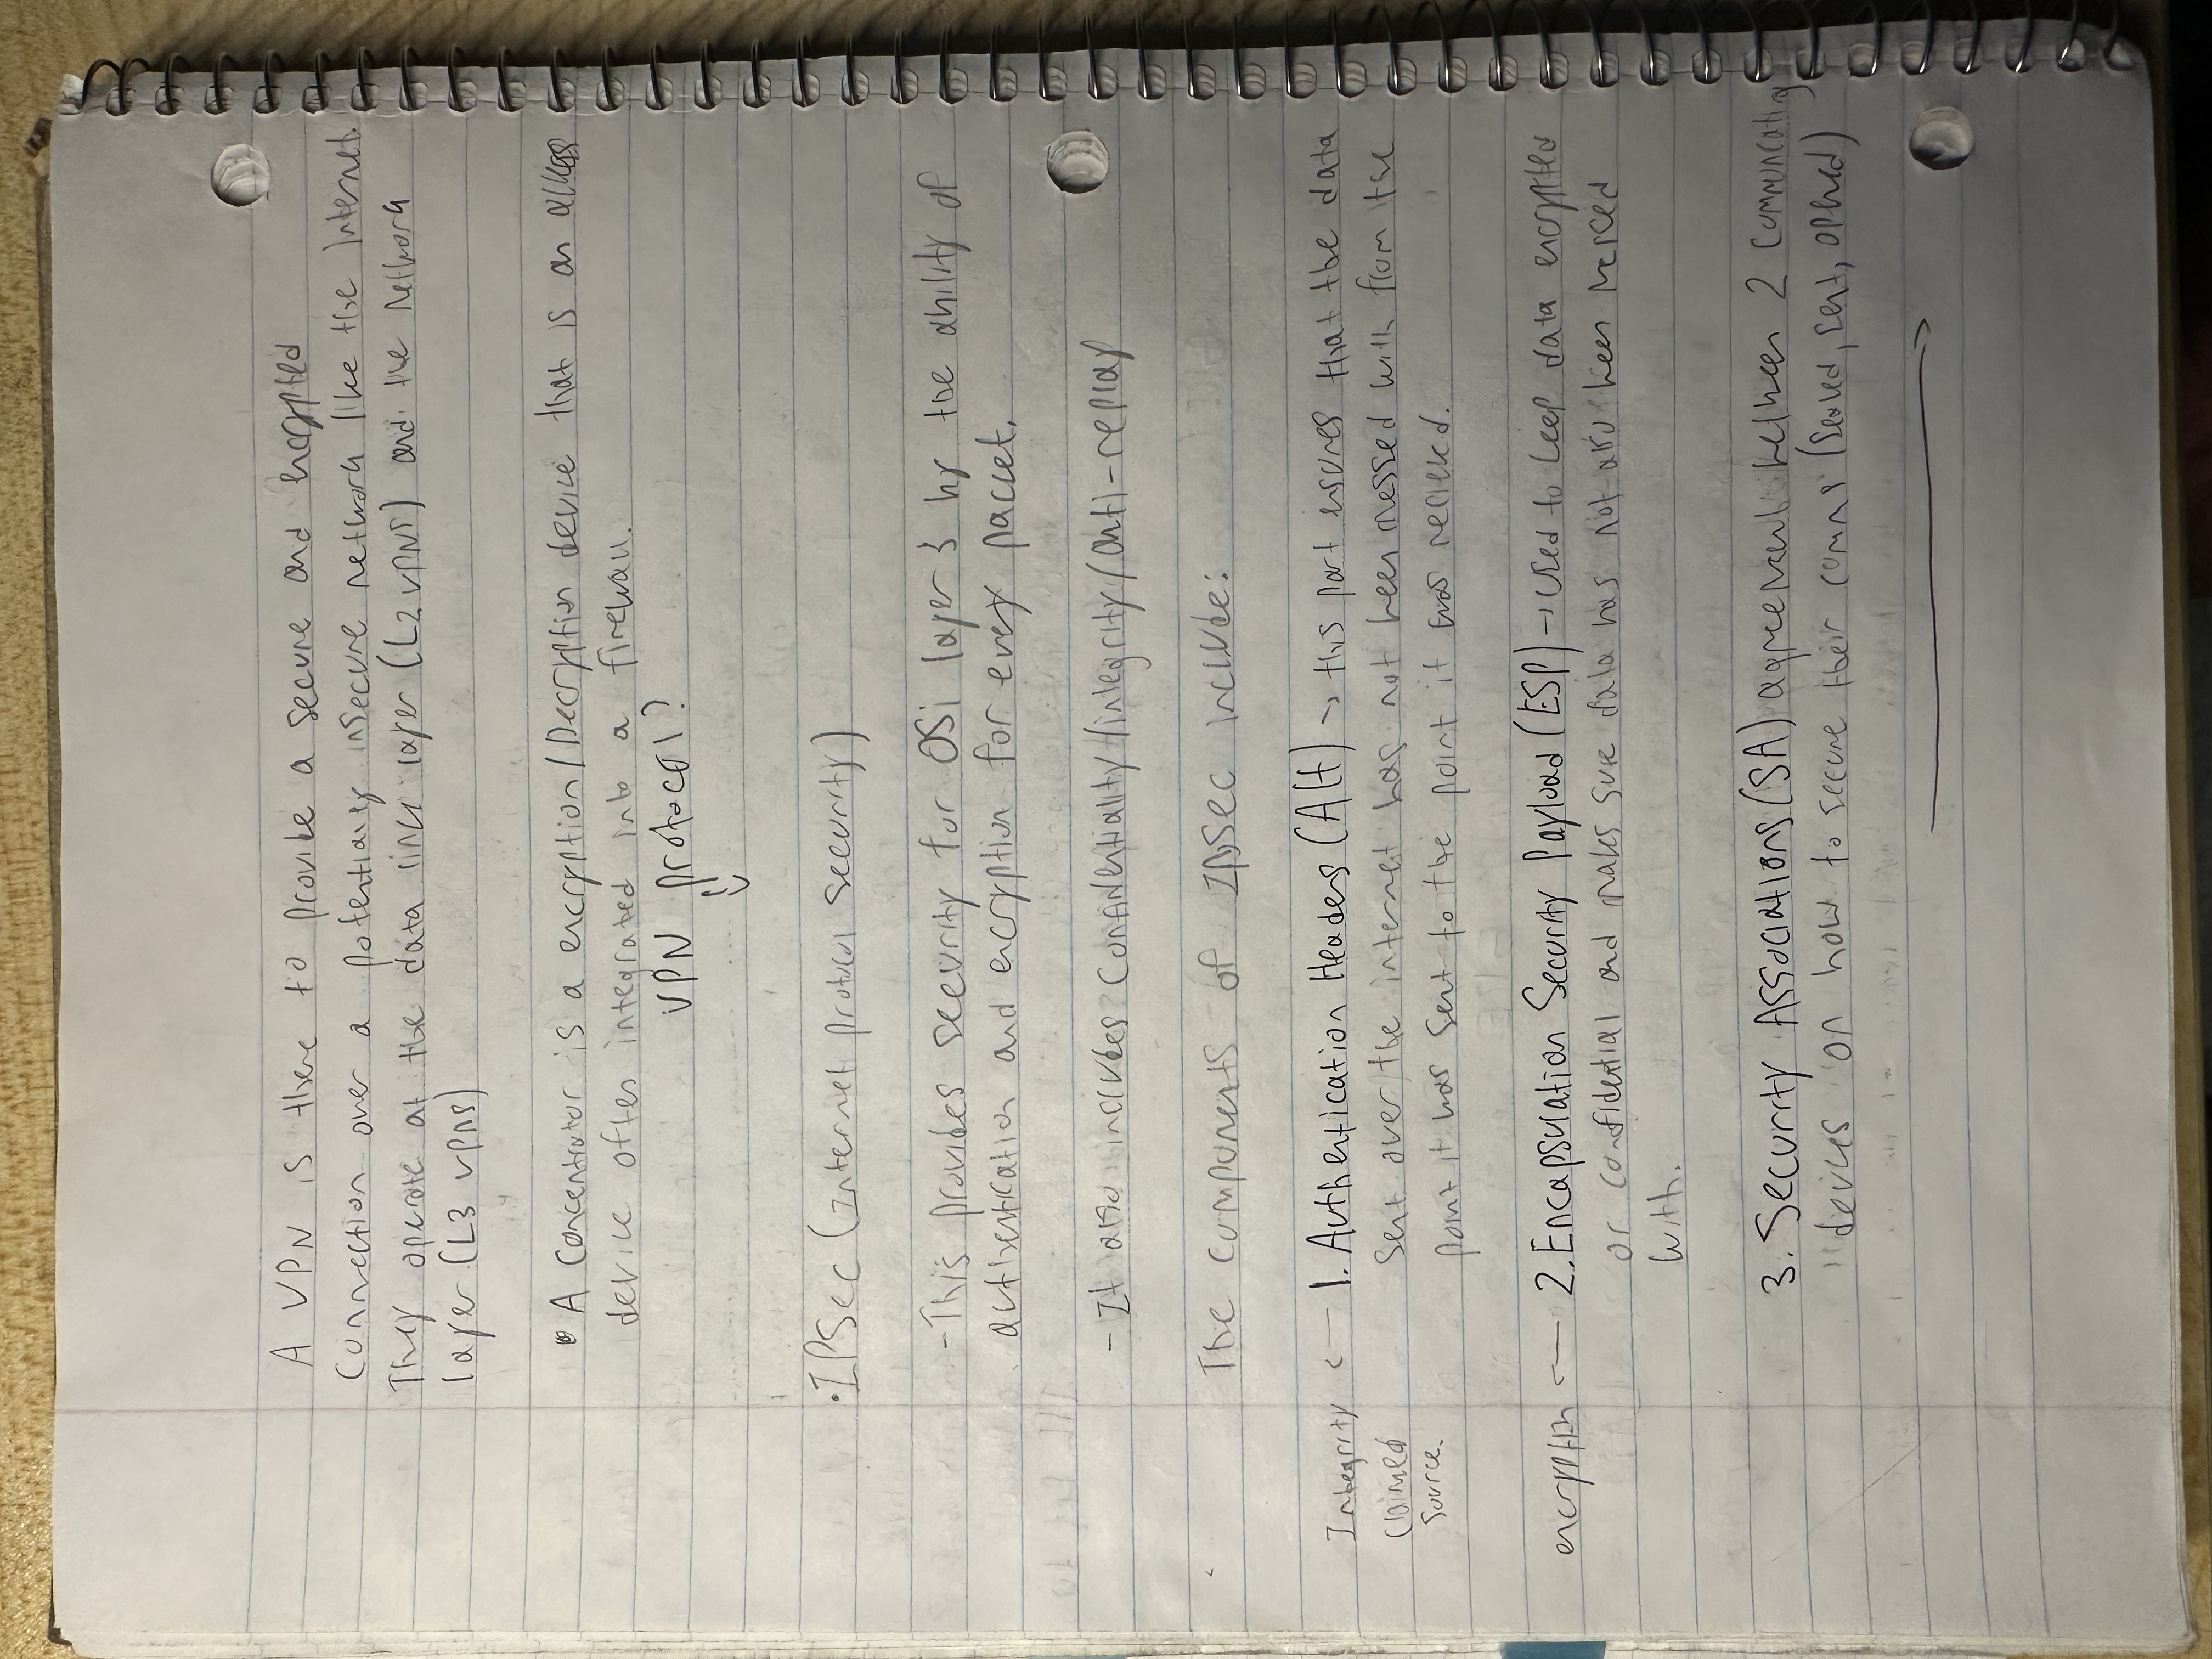 A VPN is there to provide a secure and encrypted
Connection over a potentially insecure network like the Internet.
They operate at the data link layer (L2 VPNS) and the Network
layer (L3 VPNS)
• A Concentrator is a encryption/Decryption device that is an access
device often integrated into a firewall.
VPN protocol?
• IPSec (Internet protocol security)
- This provides security for OSi layer 3 by the ability of
authentication and encryption for every packet.
- It also includes Confidentiality/integrity/anti-replay
The components of IPSec include:
Integrity ← 1. Authentication Headers (AH) → this part ensures that the data
Claimed sent over the internet has not been messed with from the
Source. point it was sent to the point it was recieved.
encryption ← 2. Encapsulation Security Payload (ESP) → Used to keep data encrypted
or confidential and makes sure data has not also been messed
with.
3. Security Associations (SA) agreement between 2 communicating
devices on how to secure their comms (Sealed, sent, opened)